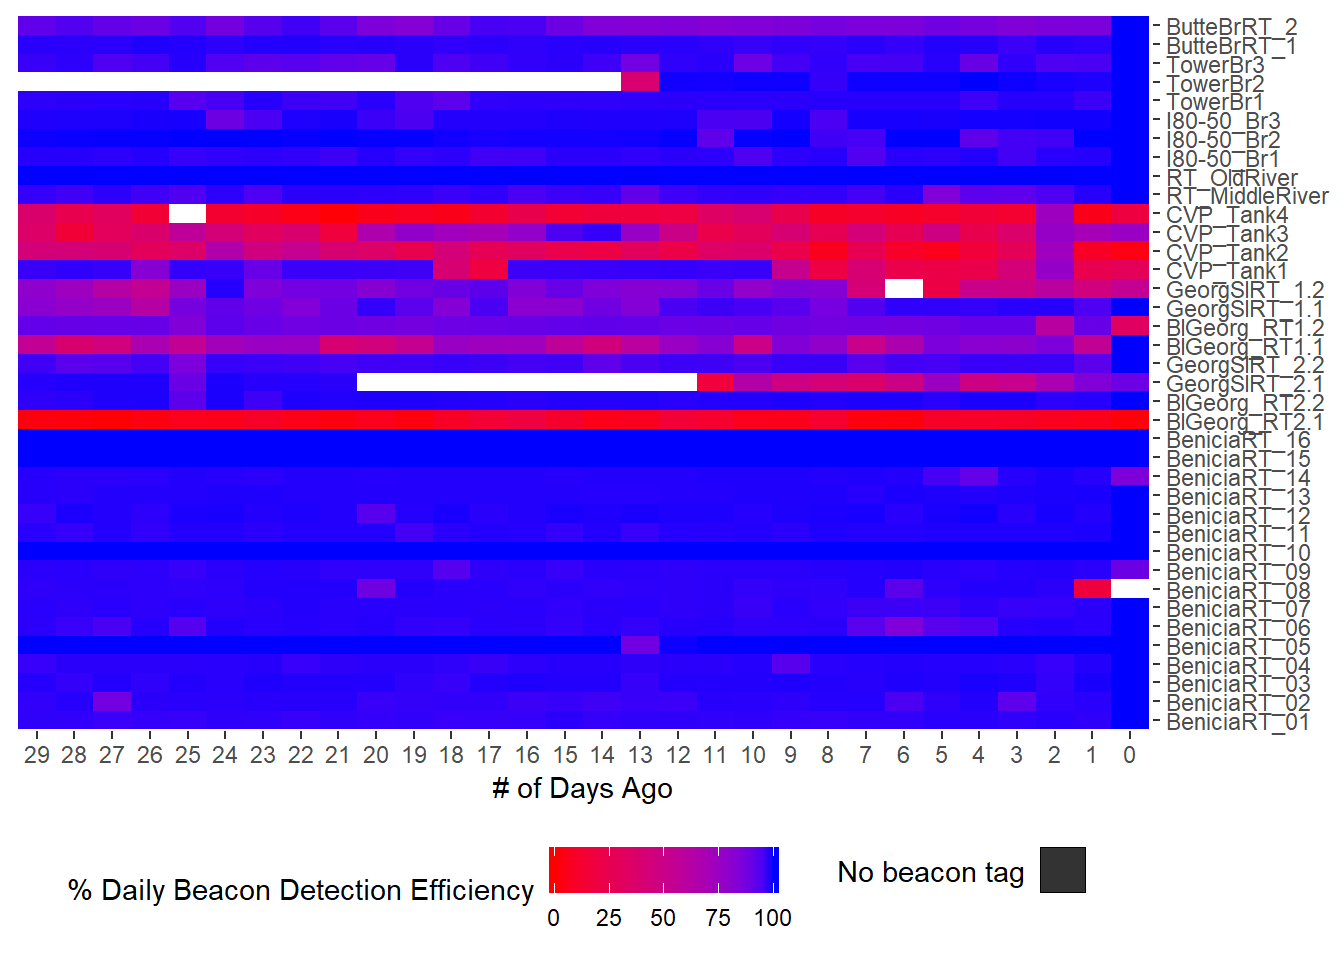 ButteBrRT_2
ButteBrRT_1
TowerBr3
TowerBr2
TowerBr1
I80-50_Br3
I80-50_Br2
I80-50_Br1
RT_OldRiver
RT_MiddleRiver
CVP_Tank4
CVP_Tank3
CVP_Tank2
CVP_Tank1
GeorgSlRT_1.2
GeorgSlRT_1.1
BlGeorg_RT1.2
BlGeorg_RT1.1
GeorgSlRT_2.2
GeorgSlRT_2.1
BlGeorg_RT2.2
BlGeorg_RT2.1
BeniciaRT_16
BeniciaRT_15
BeniciaRT_14
BeniciaRT_13
BeniciaRT_12
BeniciaRT_11
BeniciaRT_10
BeniciaRT_09
BeniciaRT_08
BeniciaRT_07
BeniciaRT_06
BeniciaRT_05
BeniciaRT_04
BeniciaRT_03
BeniciaRT_02
BeniciaRT_01
29 28 27 26 25 24 23 22 21 20 19 18 17 16 15 14 13 12 11 10 9 8 7 6 5 4 3 2 1 0
# of Days Ago
% Daily Beacon Detection Efficiency
0 25 50 75 100
No beacon tag